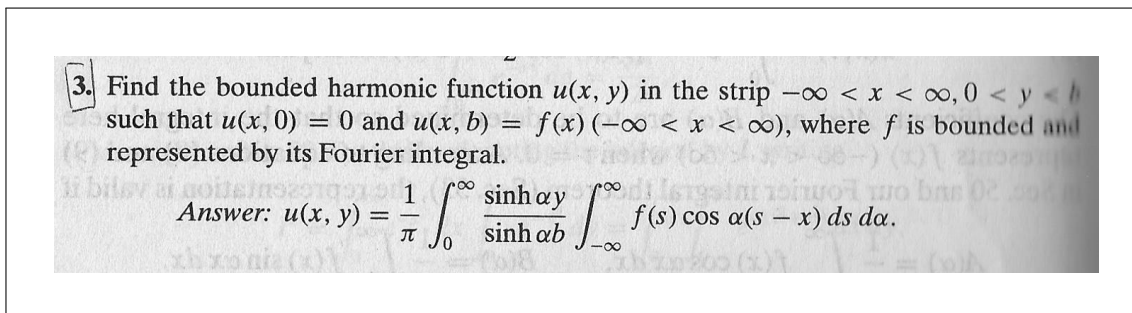 3. Find the bounded harmonic function u(x, y) in the strip −∞ < x < ∞, 0 < y < b
such that u(x, 0) = 0 and u(x, b) = f(x) (−∞ < x < ∞), where f is bounded and
represented by its Fourier integral.
Answer: u(x, y) = 1/π ∫₀^∞ sinh αy / sinh αb ∫₋∞^∞ f(s) cos α(s − x) ds dα.